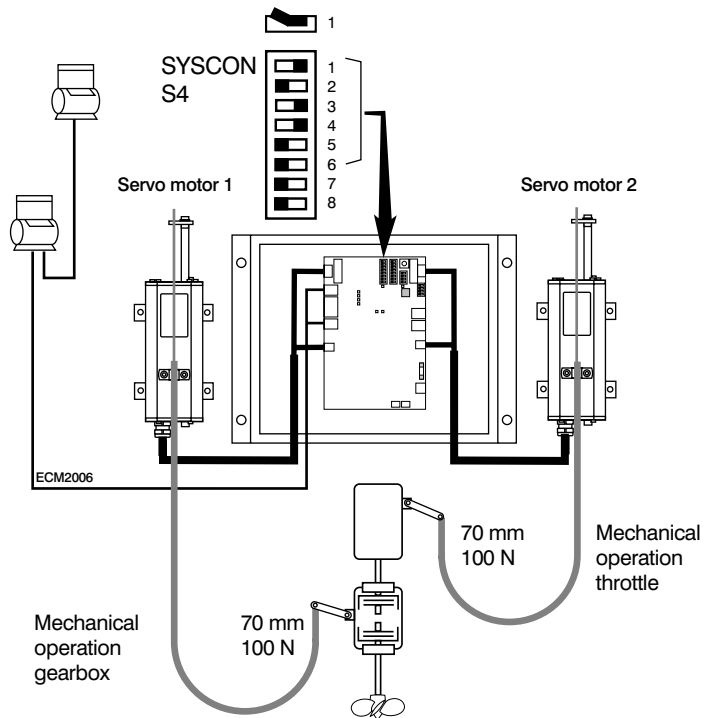 1
SYSCON
S4
1
2
3
4
5
6
7
8
Servo motor 1
Servo motor 2
ECM2006
70 mm
100 N
Mechanical
operation
throttle
Mechanical
operation
gearbox
70 mm
100 N